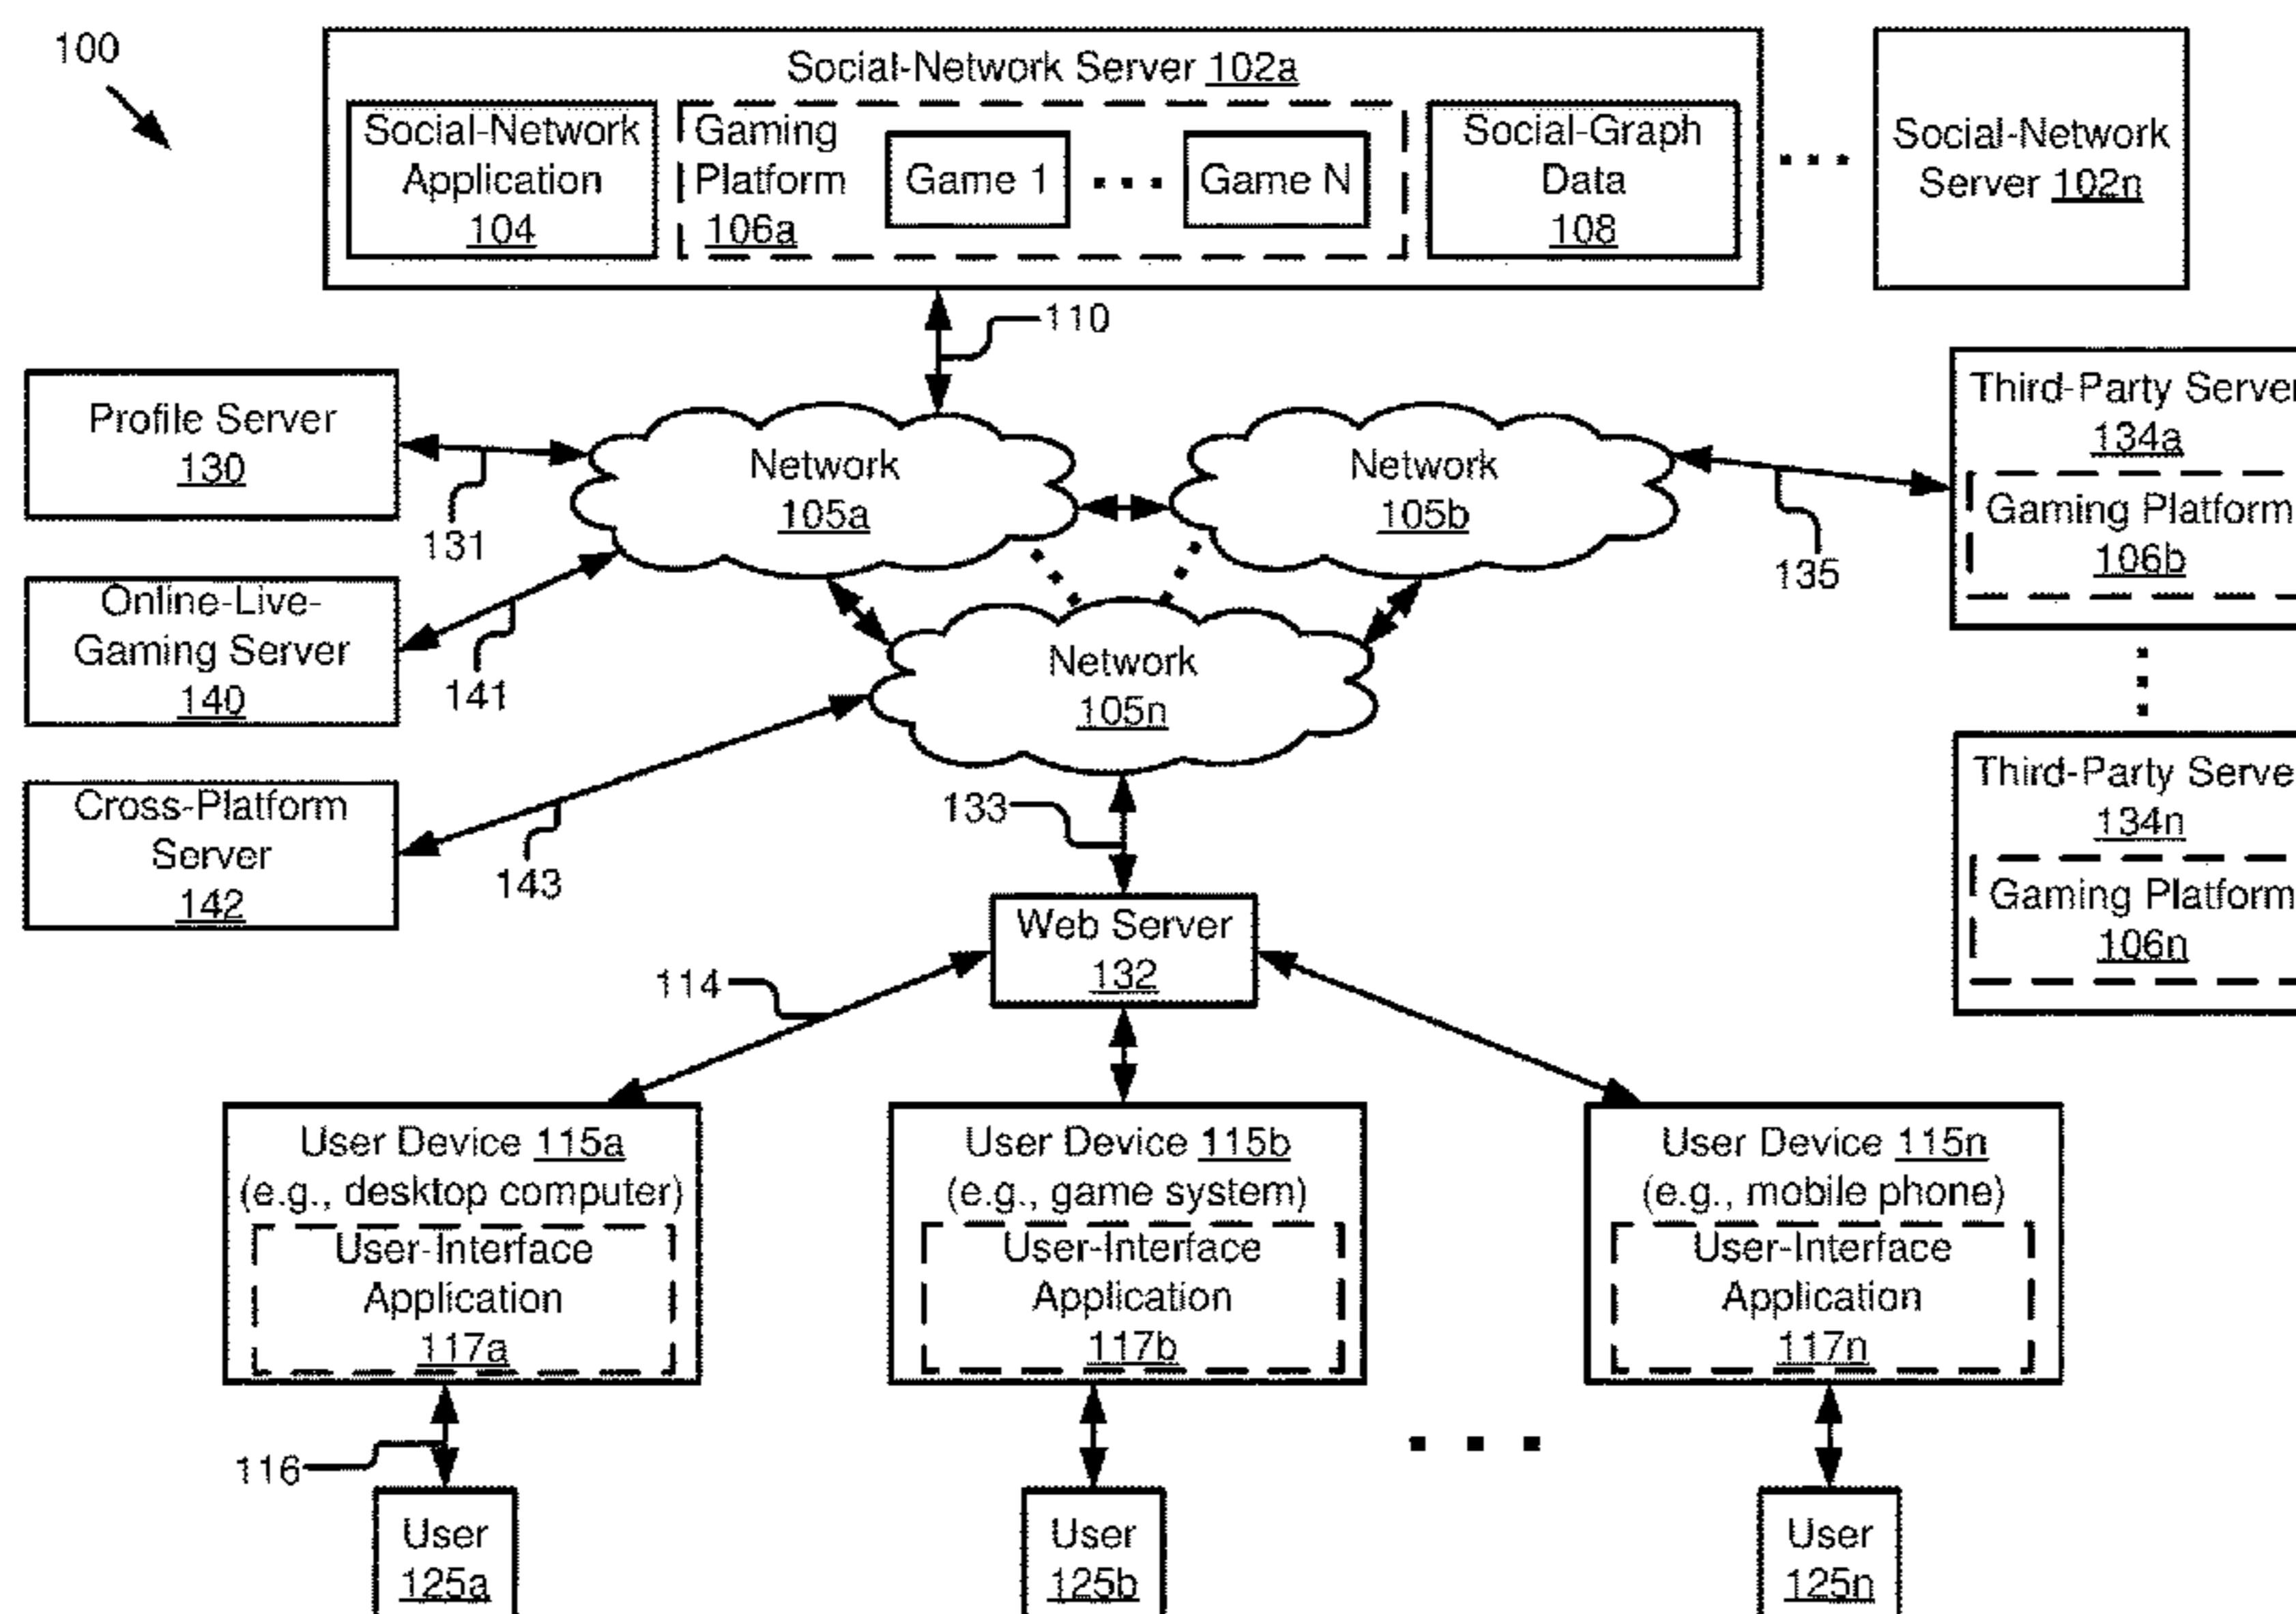 100
Social-Network Server 102a
Social-Network
Application
104
Gaming
Platform
106a
Game 1
Game N
Social-Graph
Data
108
Social-Network
Server 102n
110
Profile Server
130
131
Network
105a
Network
105b
Third-Party Server
134a
Gaming Platform
106b
135
Online-Live-
Gaming Server
140
141
Network
105n
Cross-Platform
Server
142
143
133
Third-Party Serve
134n
Gaming Platform
106n
Web Server
132
114
User Device 115a
(e.g., desktop computer)
User-Interface
Application
117a
User Device 115b
(e.g., game system)
User-Interface
Application
117b
User Device 115n
(e.g., mobile phone)
User-Interface
Application
117n
116
User
125a
User
125b
User
125n